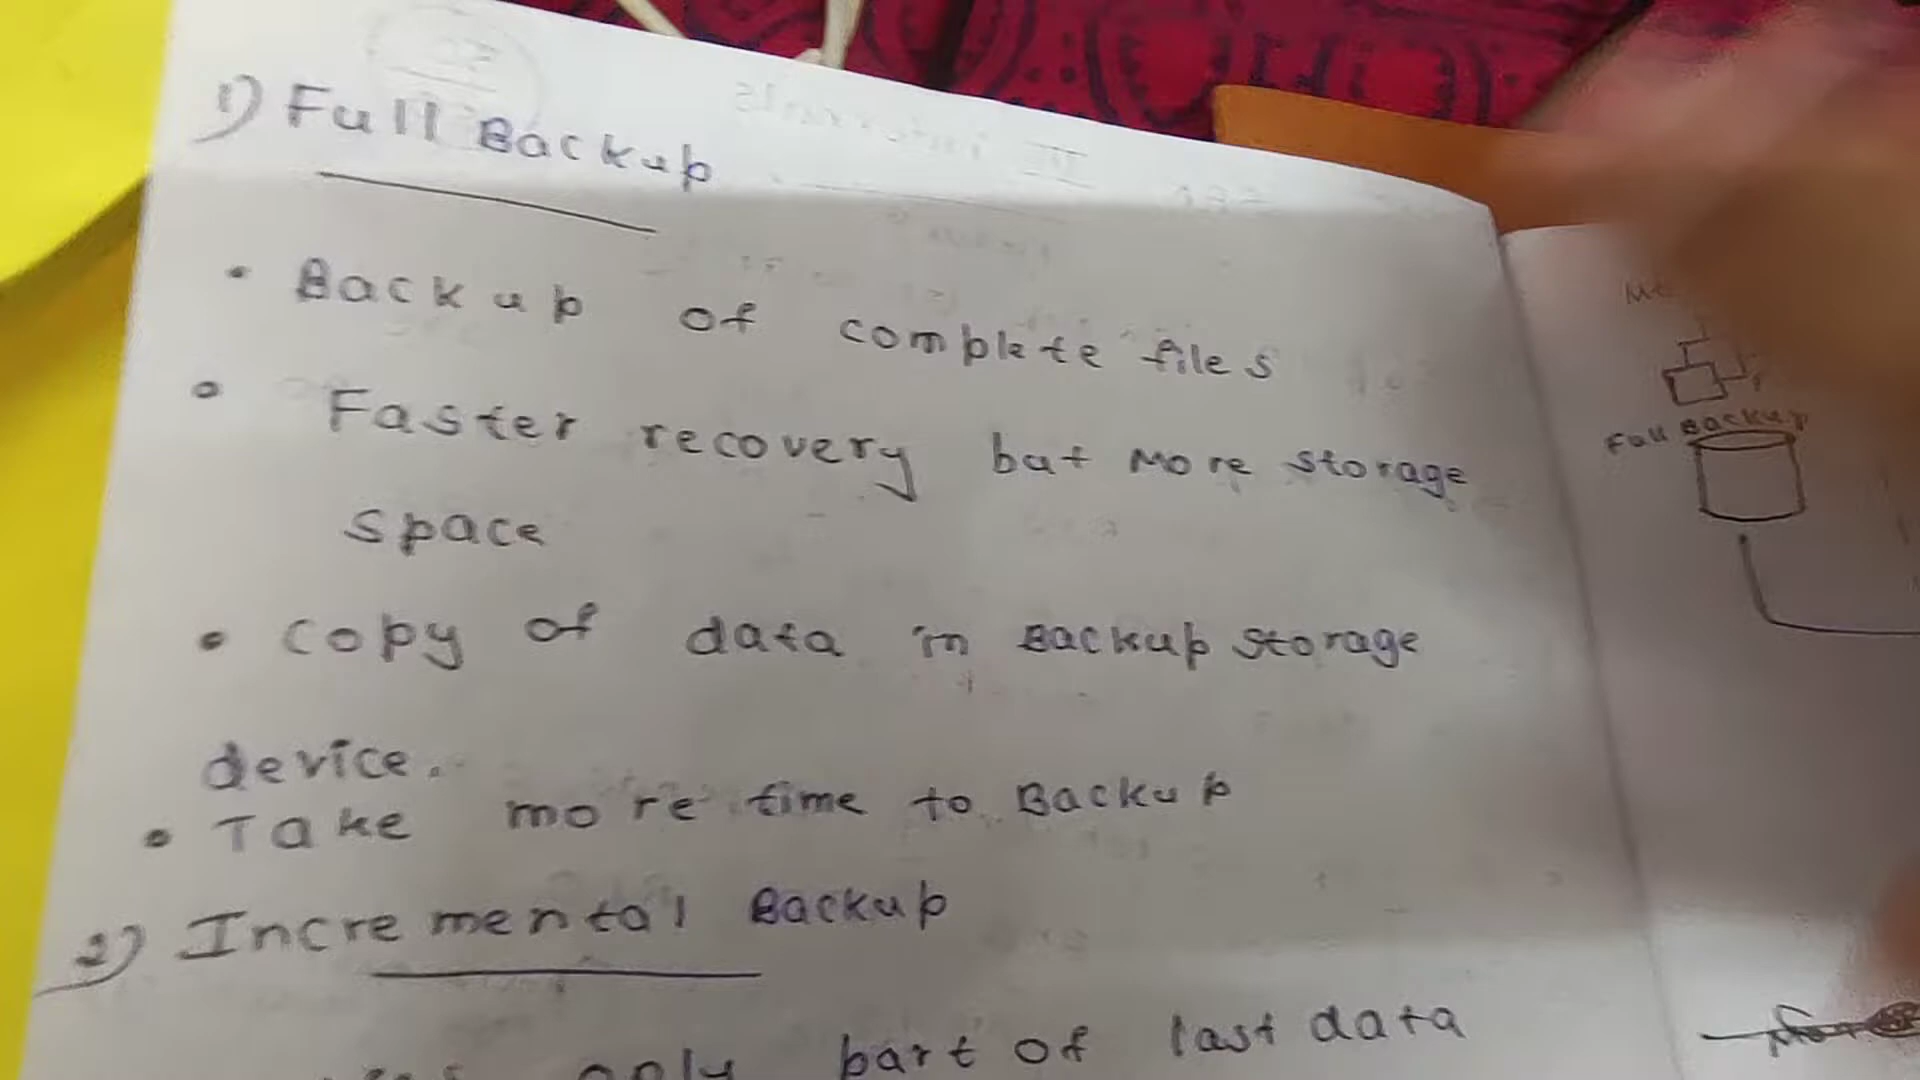 1) Full Backup
• Backup of complete files
• Faster recovery but more storage
space
• Copy of data in Backup storage
device.
• Take more time to Backup
2) Incremental Backup
only part of last data
Full Backup